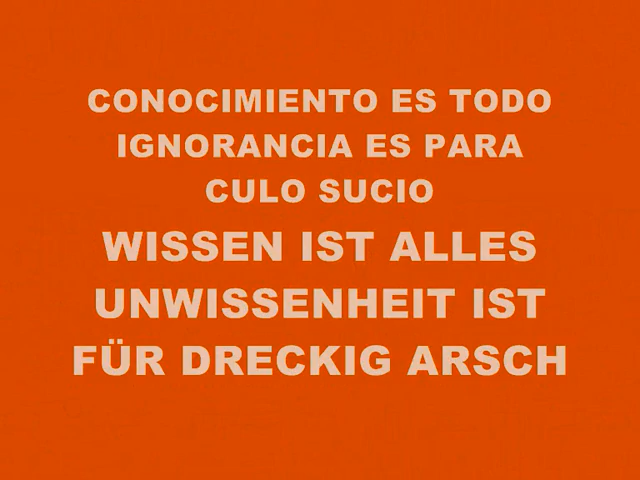 CONOCIMIENTO ES TODO
IGNORANCIA ES PARA
CULO SUCIO
WISSEN IST ALLES
UNWISSENHEIT IST
FÜR DRECKIG ARSCH